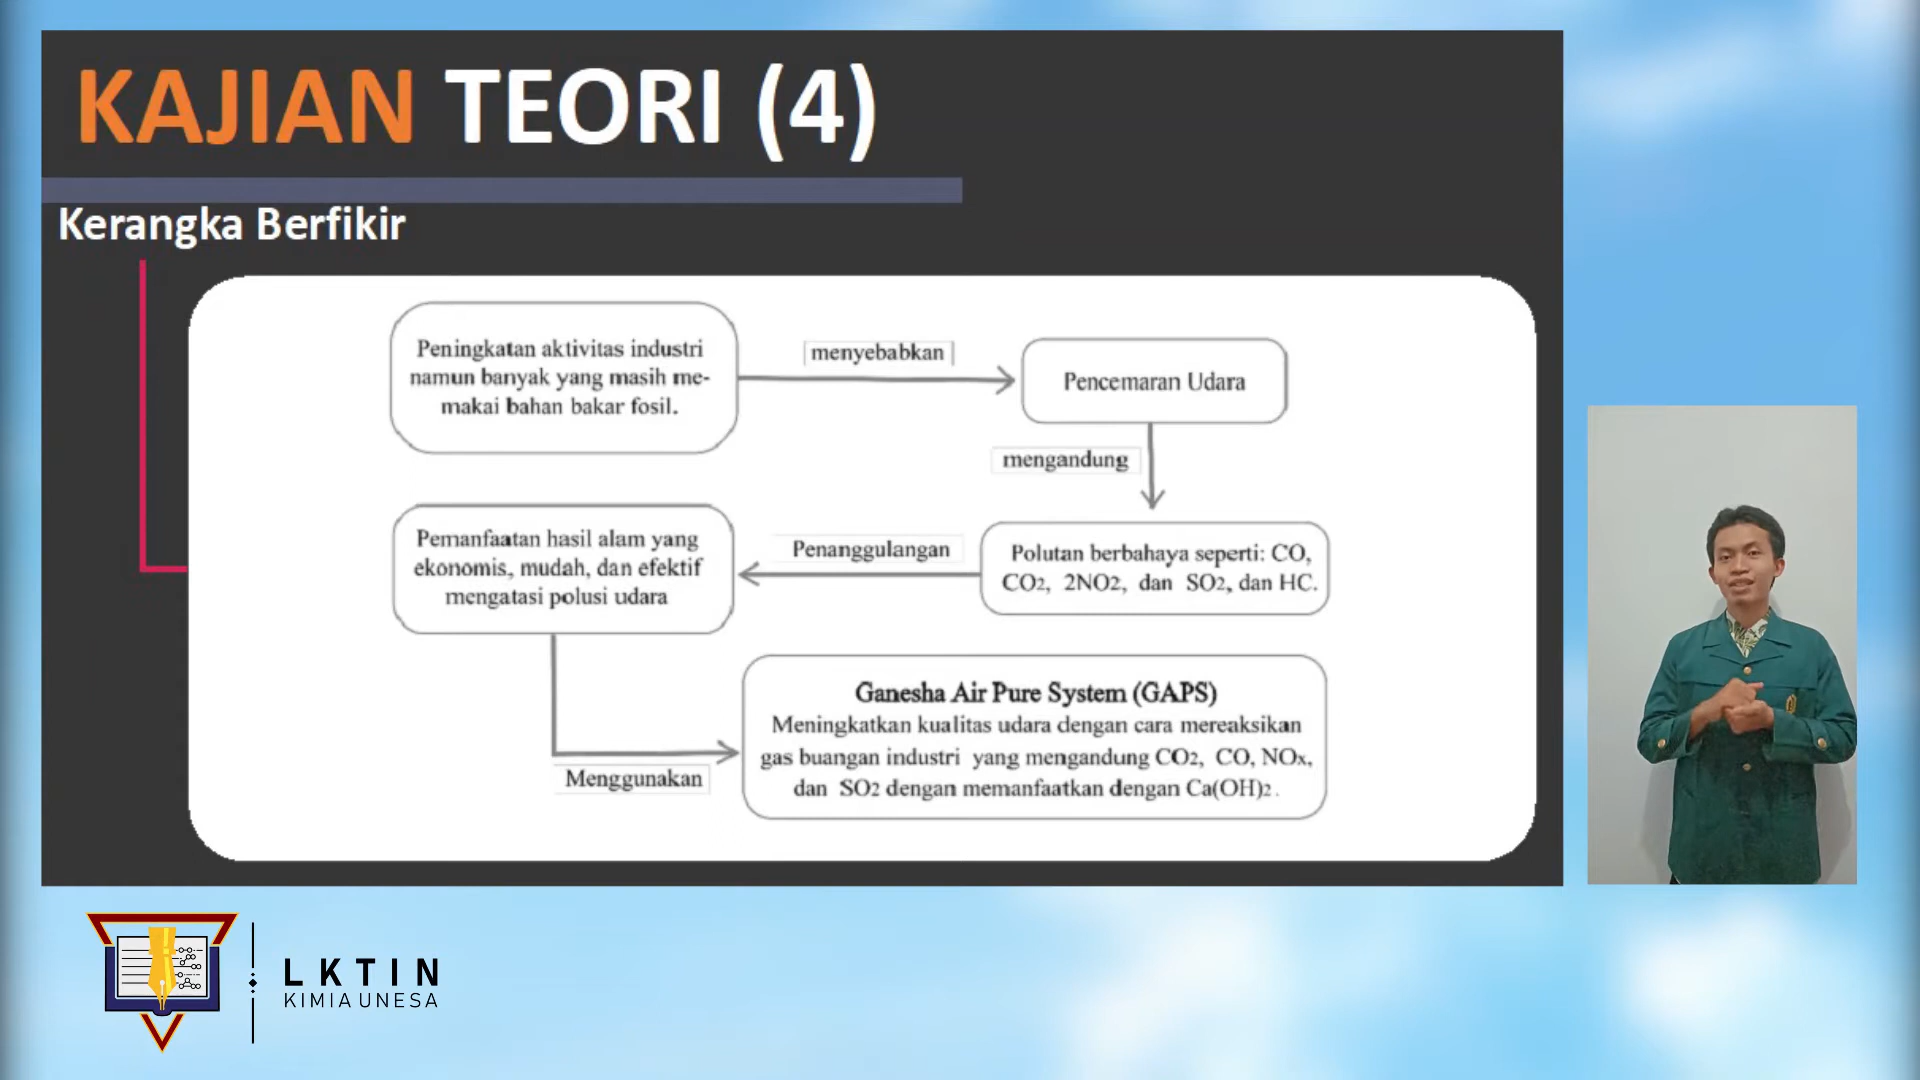 KAJIAN TEORI (4)
Kerangka Berfikir
Peningkatan aktivitas industri
namun banyak yang masih me-
makai bahan bakar fosil.
menyebabkan
Pencemaran Udara
mengandung
Polutan berbahaya seperti: CO,
CO2, 2NO2, dan SO2, dan HC.
Penanggulangan
Pemanfaatan hasil alam yang
ekonomis, mudah, dan efektif
mengatasi polusi udara
Menggunakan
Ganesha Air Pure System (GAPS)
Meningkatkan kualitas udara dengan cara mereaksikan
gas buangan industri yang mengandung CO2, CO, NOx,
dan SO2 dengan memanfaatkan dengan Ca(OH)2.
LKTIN
KIMIA UNESA